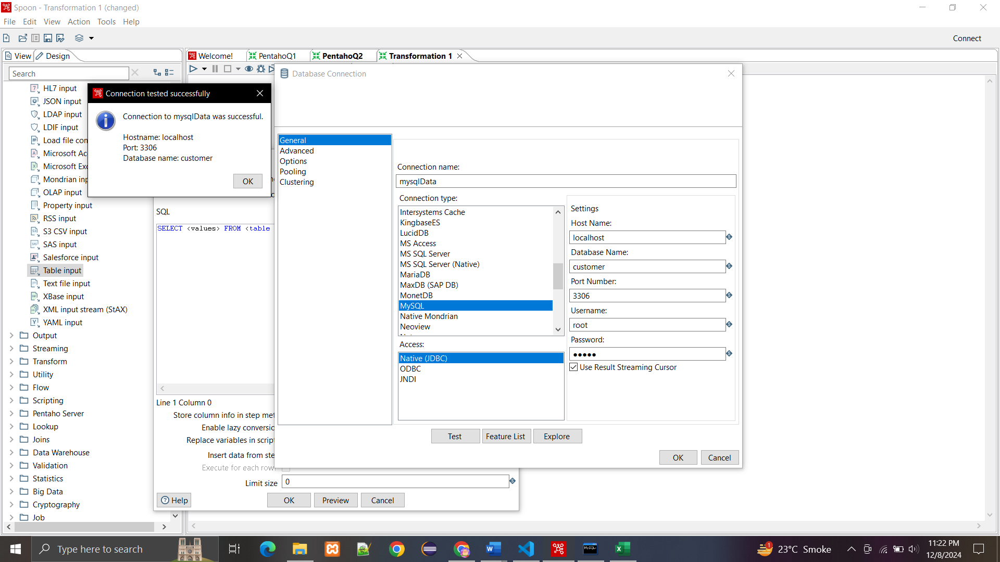 Spoon - Transformation 1 (changed)
File Edit View Action Tools Help
Connect
View Design
Welcome! PentahoQ1 PentahoQ2 Transformation 1
Search
HL7 input
JSON input
LDAP input
LDIF input
Load file con
Microsoft Ac
Microsoft Exc
Mondrian inp
OLAP input
Property input
RSS input
S3 CSV input
SAS input
Salesforce input
Table input
Text file input
XBase input
XML input stream (StAX)
YAML input
Output
Streaming
Transform
Utility
Flow
Scripting
Pentaho Server
Lookup
Joins
Data Warehouse
Validation
Statistics
Big Data
Cryptography
Job
Connection tested successfully
Connection to mysqlData was successful.
Hostname: localhost
Port: 3306
Database name: customer
OK
SQL
SELECT <values> FROM <table
Line 1 Column 0
Store column info in step met
Enable lazy conversio
Replace variables in script
Insert data from ste
Execute for each row?
Limit size 0
Help OK Preview Cancel
Database Connection
General
Advanced
Options
Pooling
Clustering
Connection name:
mysqlData
Connection type:
Intersystems Cache
KingbaseES
LucidDB
MS Access
MS SQL Server
MS SQL Server (Native)
MariaDB
MaxDB (SAP DB)
MonetDB
MySQL
Native Mondrian
Neoview
Access:
Native (JDBC)
ODBC
JNDI
Settings
Host Name:
localhost
Database Name:
customer
Port Number:
3306
Username:
root
Password:
●●●●●
Use Result Streaming Cursor
Test Feature List Explore
OK Cancel
Type here to search
MySQL
1
23°C Smoke
11:22 PM
12/8/2024